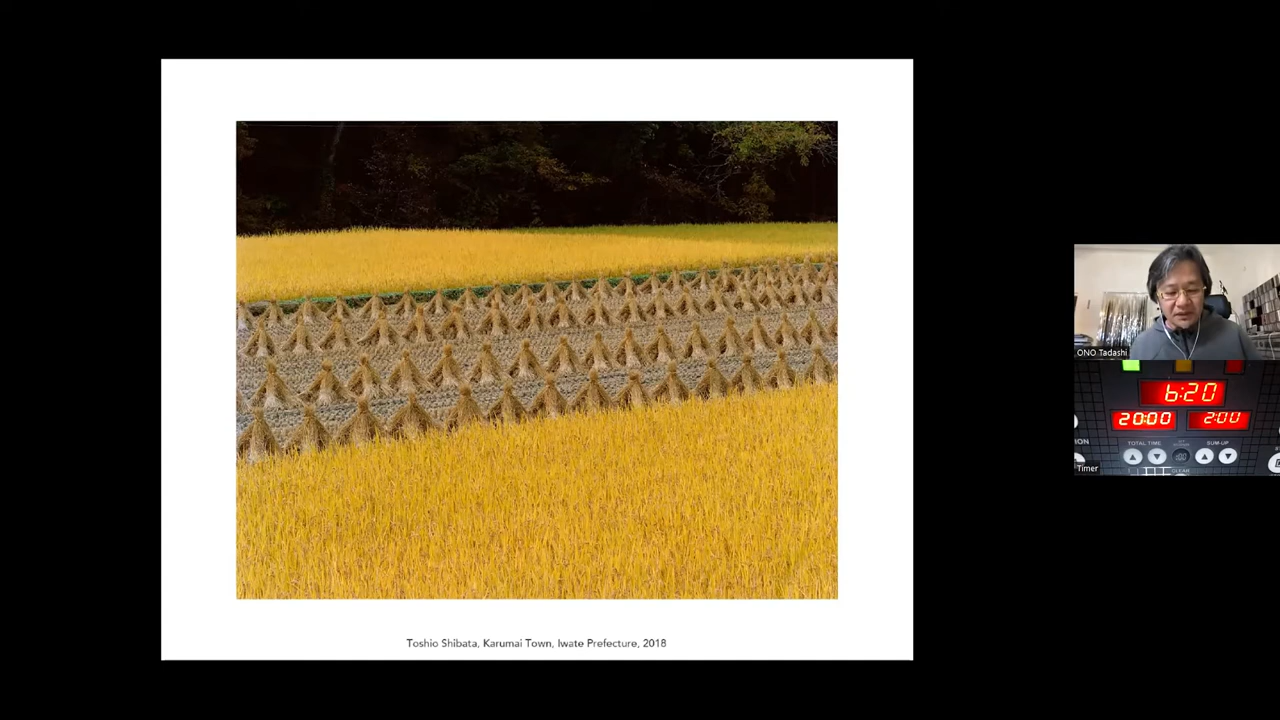 Toshio Shibata, Karumai Town, Iwate Prefecture, 2018
ONO Tadashi
6:20
20:00 2:00
TOTAL TIME
SUM-UP
CLEAR
Timer